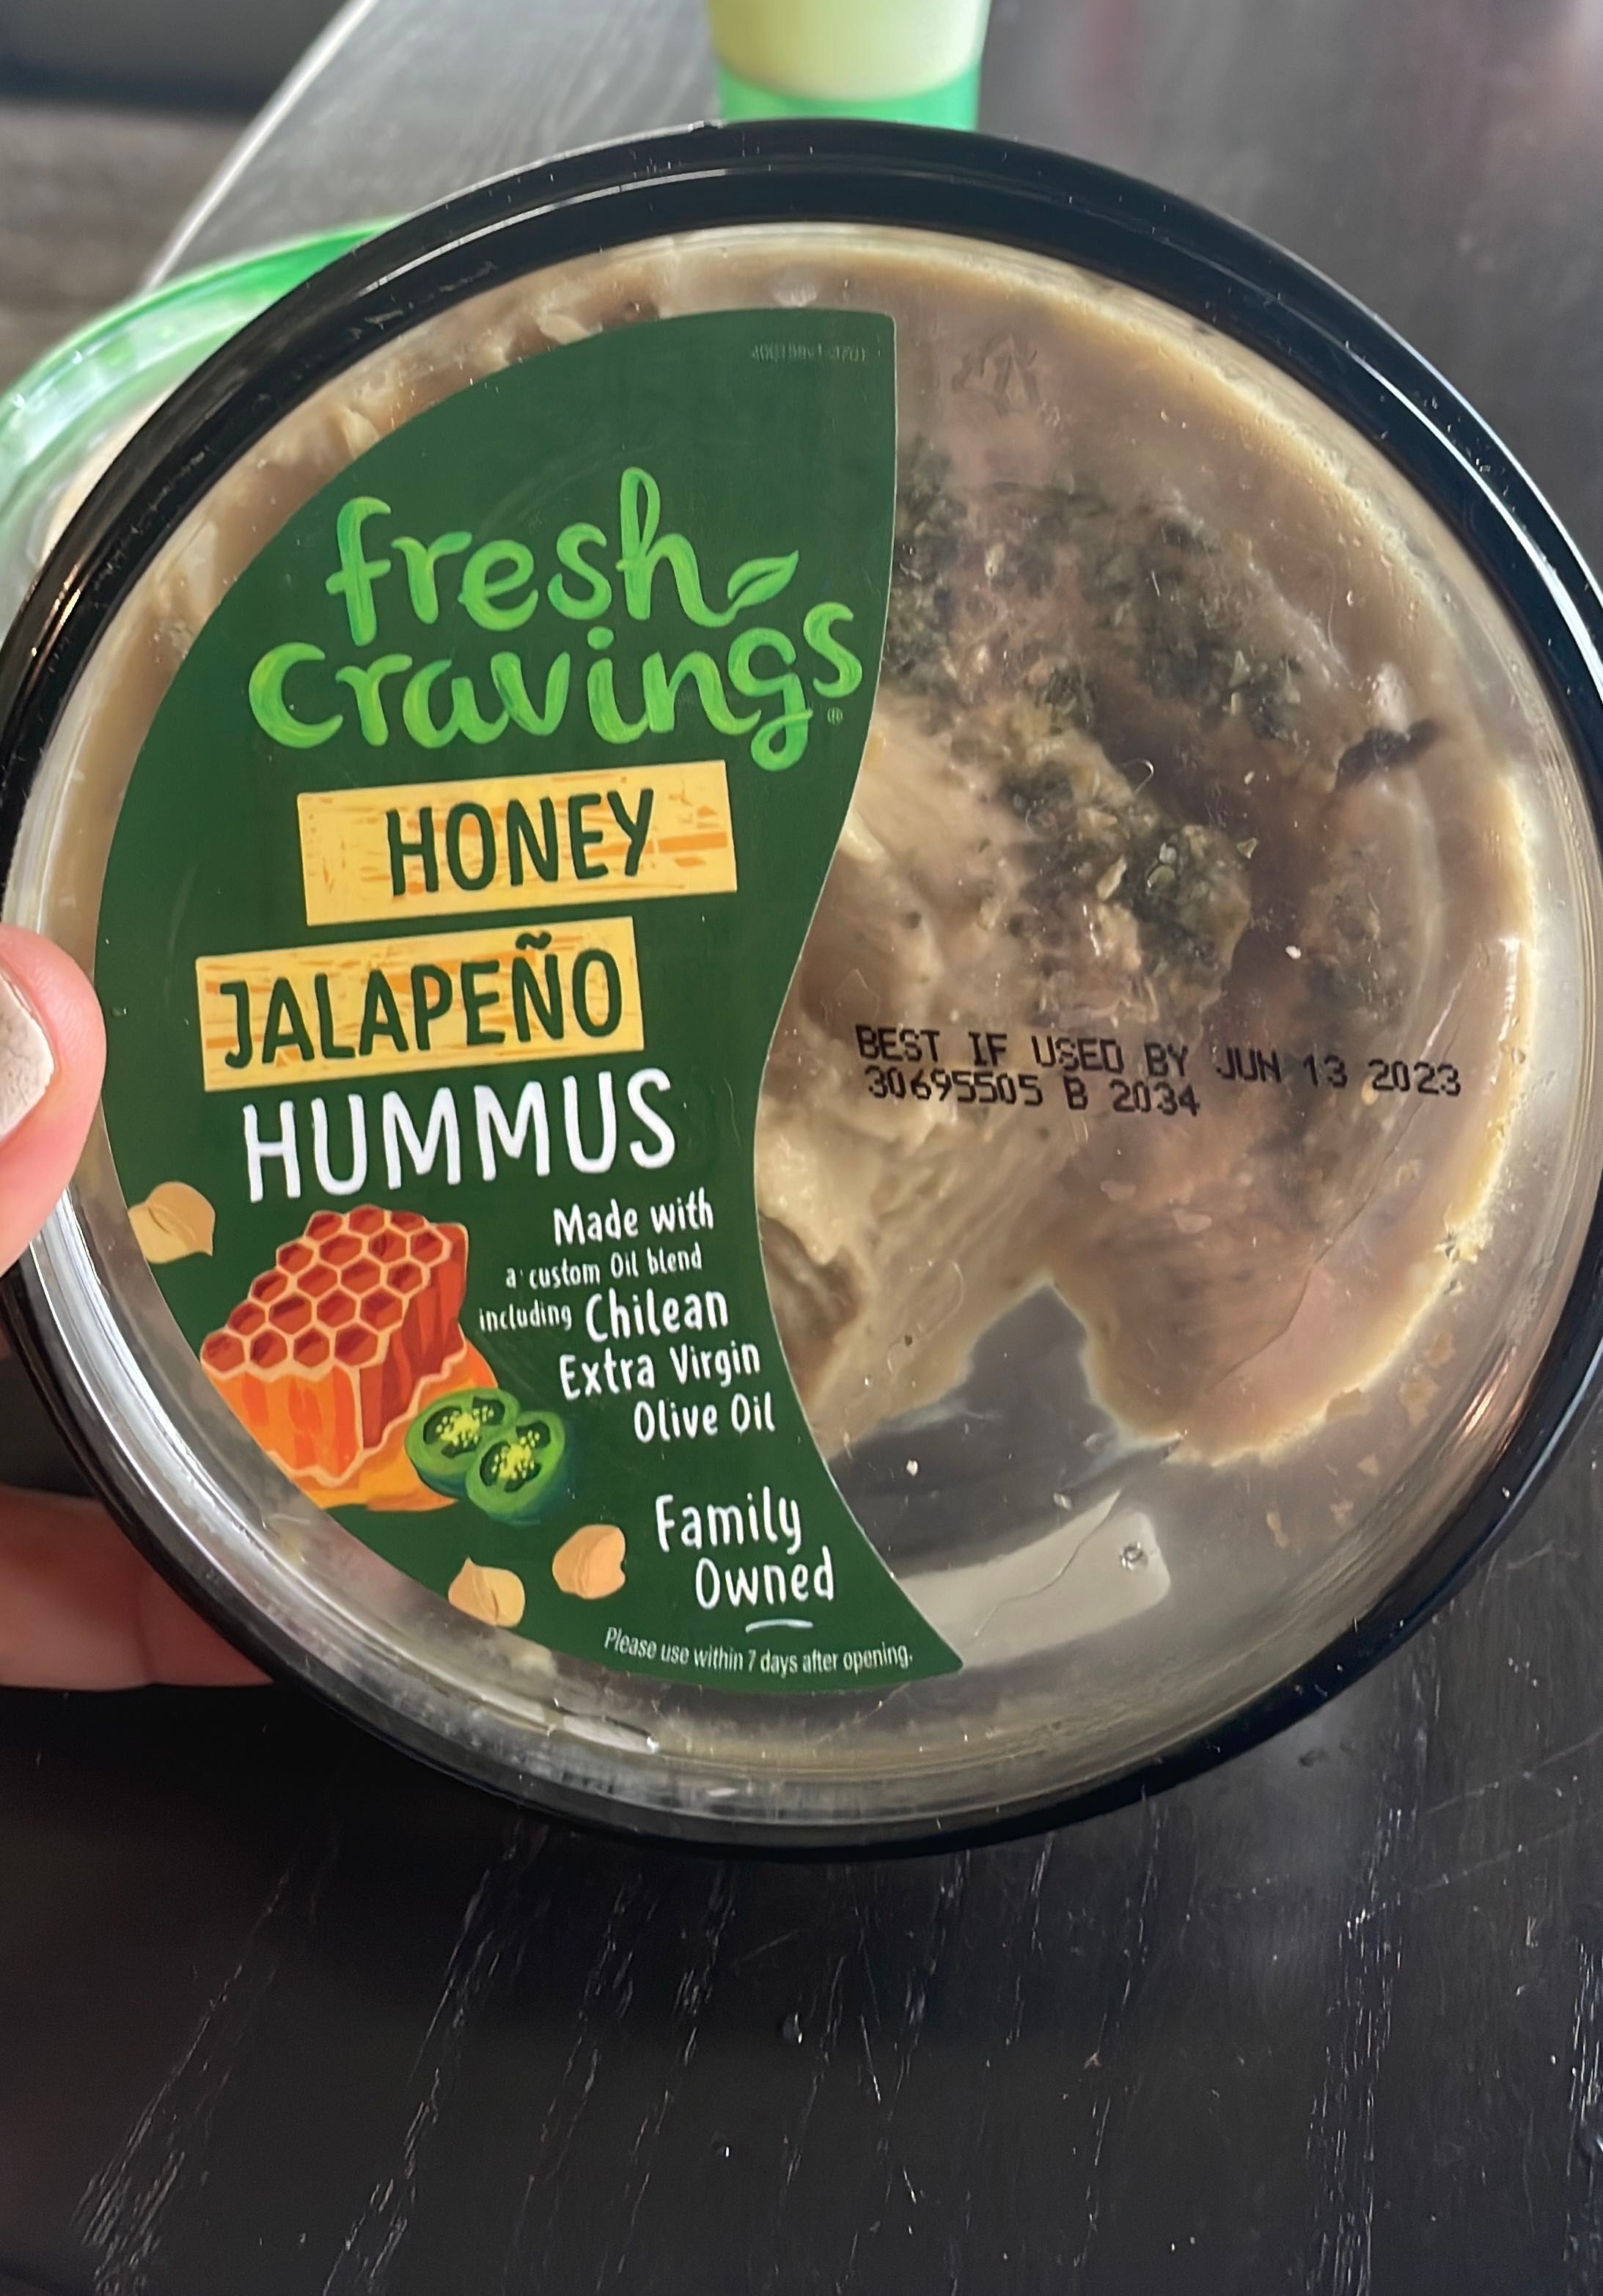 fresh
cravings®
HONEY
JALAPEÑO
HUMMUS
Made with
a custom Oil blend
including Chilean
Extra Virgin
Olive Oil
Family
Owned
Please use within 7 days after opening.
BEST IF USED BY JUN 13 2023
30695505 B 2034